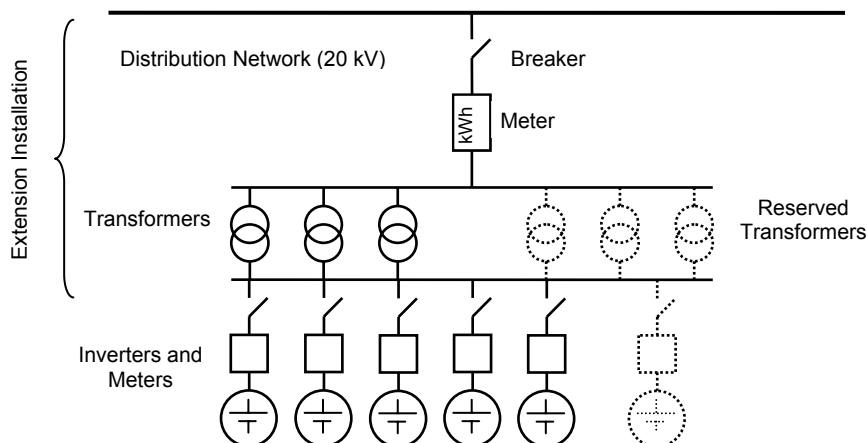 Extension Installation
Distribution Network (20 kV)
Breaker
kWh
Meter
Transformers
Reserved
Transformers
Inverters and
Meters